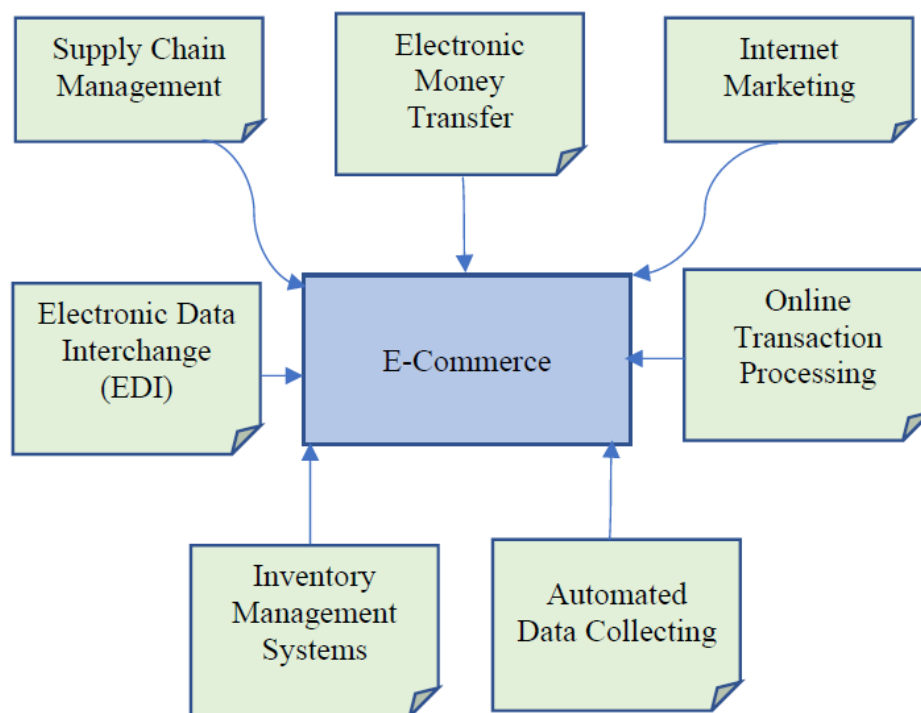 Supply Chain
Management
Electronic
Money
Transfer
Internet
Marketing
Electronic Data
Interchange
(EDI)
E-Commerce
Online
Transaction
Processing
Inventory
Management
Systems
Automated
Data Collecting